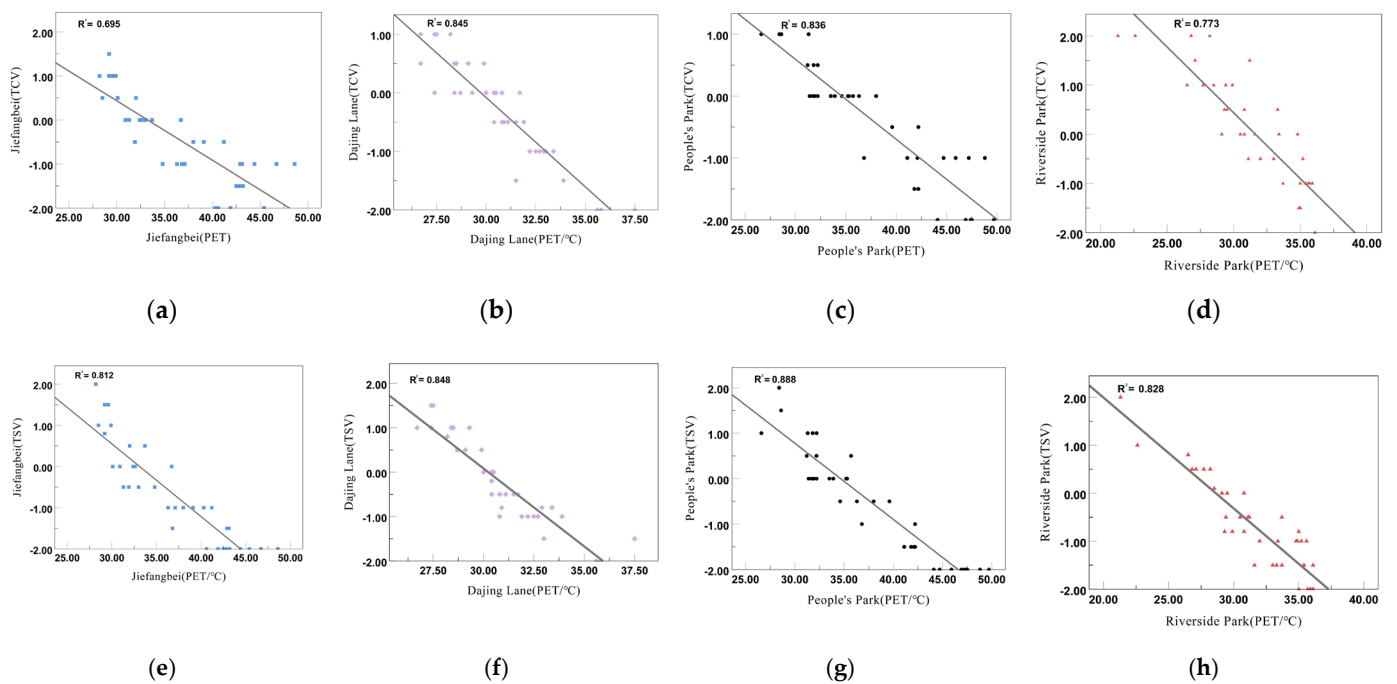 R²= 0.695
2.00
1.00
0.00
-1.00
-2.00
Jiefangbei(TCV)
25.00 30.00 35.00 40.00 45.00 50.00
Jiefangbei(PET)
(a)
R²= 0.845
1.00
0.00
-1.00
-2.00
Dajing Lane(TCV)
27.50 30.00 32.50 35.00 37.50
Dajing Lane(PET/℃)
(b)
R²= 0.836
1.00
0.00
-1.00
-2.00
People's Park(TCV)
25.00 30.00 35.00 40.00 45.00 50.00
People's Park(PET)
(c)
R²= 0.773
2.00
1.00
0.00
-1.00
-2.00
Riverside Park(TCV)
20.00 25.00 30.00 35.00 40.00
Riverside Park(PET/℃)
(d)
R²= 0.812
2.00
1.00
0.00
-1.00
-2.00
Jiefangbei(TSV)
25.00 30.00 35.00 40.00 45.00 50.00
Jiefangbei(PET/℃)
(e)
R²= 0.848
2.00
1.00
0.00
-1.00
-2.00
Dajing Lane(TSV)
27.50 30.00 32.50 35.00 37.50
Dajing Lane(PET/℃)
(f)
R²= 0.888
2.00
1.00
0.00
-1.00
-2.00
People's Park(TSV)
25.00 30.00 35.00 40.00 45.00 50.00
People's Park(PET/℃)
(g)
R²= 0.828
2.00
1.00
0.00
-1.00
-2.00
Riverside Park(TSV)
20.00 25.00 30.00 35.00 40.00
Riverside Park(PET/℃)
(h)